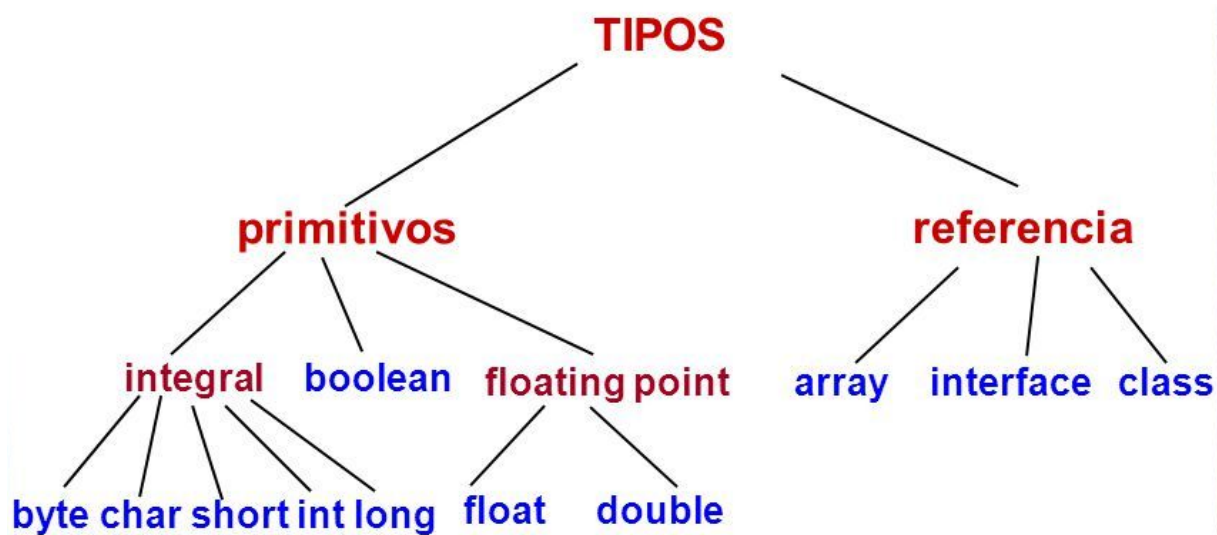 TIPOS
primitivos referencia
integral boolean floating point array interface class
byte char short int long float double